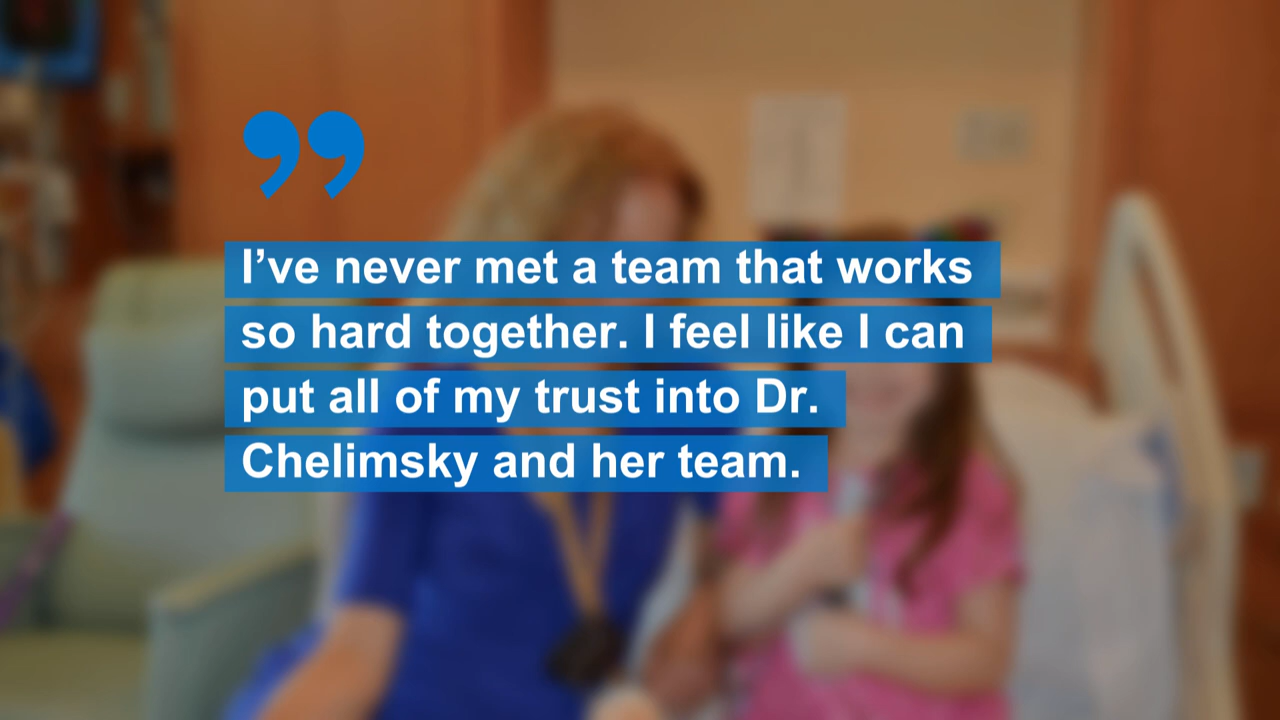 ”
I’ve never met a team that works
so hard together. I feel like I can
put all of my trust into Dr.
Chelimsky and her team.